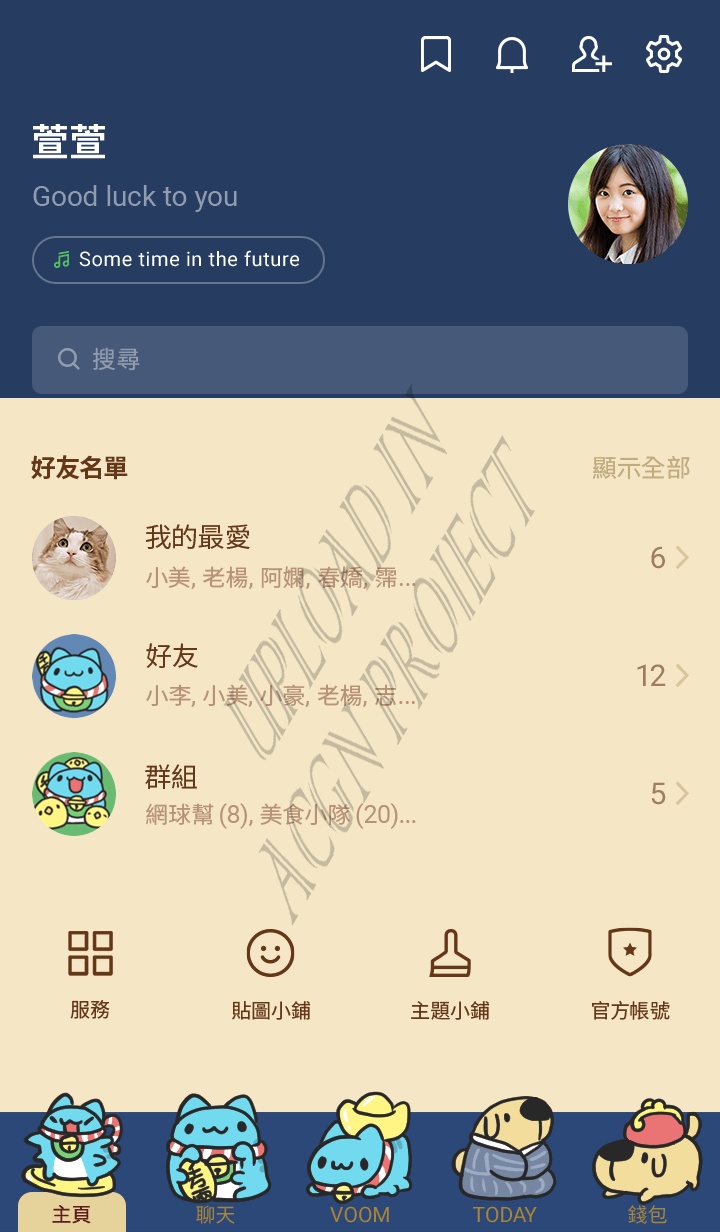 萱萱
Good luck to you
Some time in the future
搜尋
好友名單
顯示全部
我的最愛
小美, 老楊, 阿嫻, 春嬌, 霈...
6
好友
小李, 小美, 小豪, 老楊, 志...
12
群組
網球幫 (8), 美食小隊 (20)...
5
UPLOAD IN
ACGN PROJECT
服務
貼圖小鋪
主題小鋪
官方帳號
主頁
聊天
VOOM
TODAY
錢包